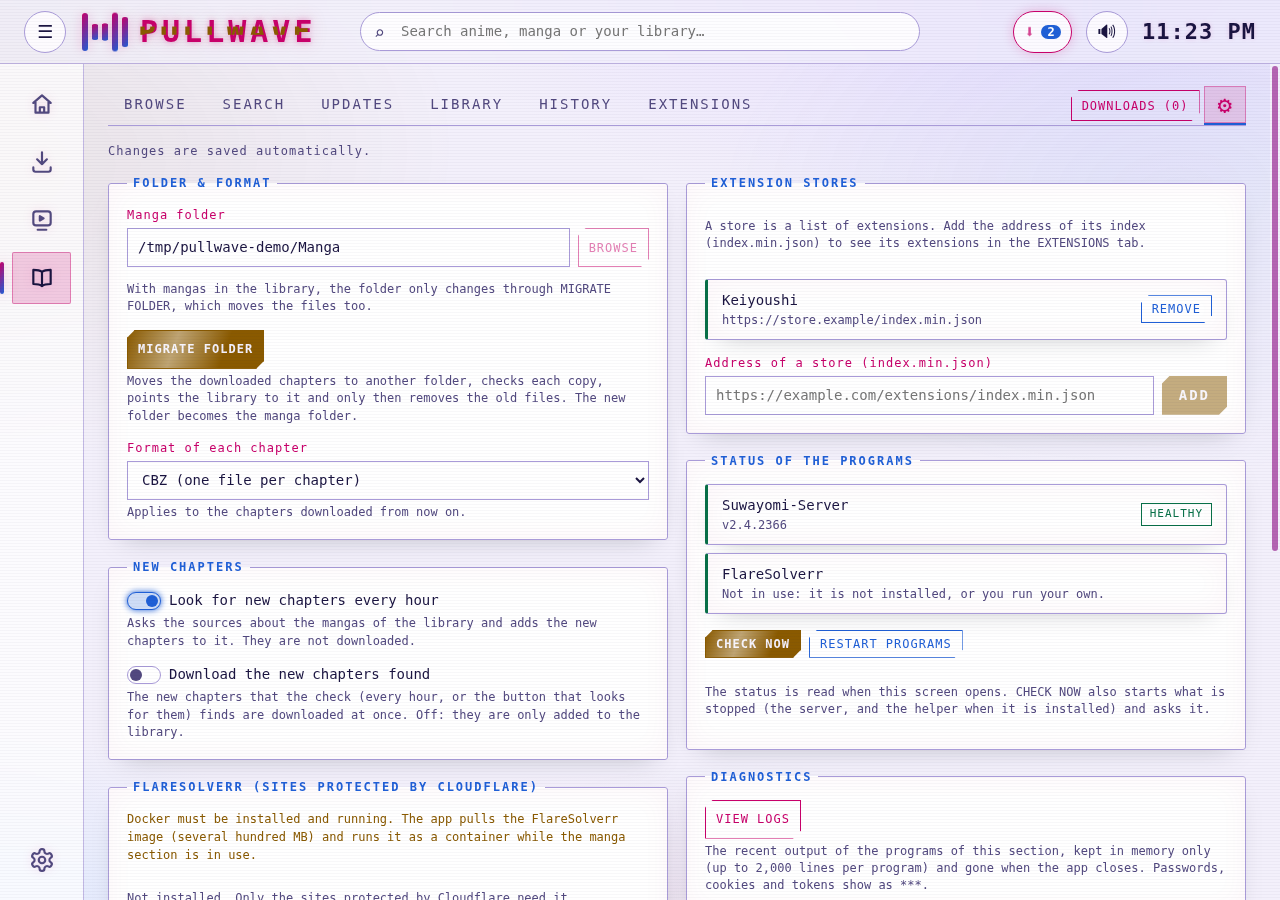 PULLWAVE
Search anime, manga or your library…
2
11:23 PM
BROWSE
SEARCH
UPDATES
LIBRARY
HISTORY
EXTENSIONS
DOWNLOADS (0)
Changes are saved automatically.
FOLDER & FORMAT
Manga folder
/tmp/pullwave-demo/Manga
BROWSE
With mangas in the library, the folder only changes through MIGRATE
FOLDER, which moves the files too.
MIGRATE FOLDER
Moves the downloaded chapters to another folder, checks each copy,
points the library to it and only then removes the old files. The new
folder becomes the manga folder.
Format of each chapter
CBZ (one file per chapter)
Applies to the chapters downloaded from now on.
NEW CHAPTERS
Look for new chapters every hour
Asks the sources about the mangas of the library and adds the new
chapters to it. They are not downloaded.
Download the new chapters found
The new chapters that the check (every hour, or the button that looks
for them) finds are downloaded at once. Off: they are only added to the
library.
FLARESOLVERR (SITES PROTECTED BY CLOUDFLARE)
Docker must be installed and running. The app pulls the FlareSolverr
image (several hundred MB) and runs it as a container while the manga
section is in use.
Not installed. Only the sites protected by Cloudflare need it.
EXTENSION STORES
A store is a list of extensions. Add the address of its index
(index.min.json) to see its extensions in the EXTENSIONS tab.
Keiyoushi
https://store.example/index.min.json
REMOVE
Address of a store (index.min.json)
https://example.com/extensions/index.min.json
ADD
STATUS OF THE PROGRAMS
Suwayomi-Server
v2.4.2366
HEALTHY
FlareSolverr
Not in use: it is not installed, or you run your own.
CHECK NOW
RESTART PROGRAMS
The status is read when this screen opens. CHECK NOW also starts what is
stopped (the server, and the helper when it is installed) and asks it.
DIAGNOSTICS
VIEW LOGS
The recent output of the programs of this section, kept in memory only
(up to 2,000 lines per program) and gone when the app closes. Passwords,
cookies and tokens show as ***.